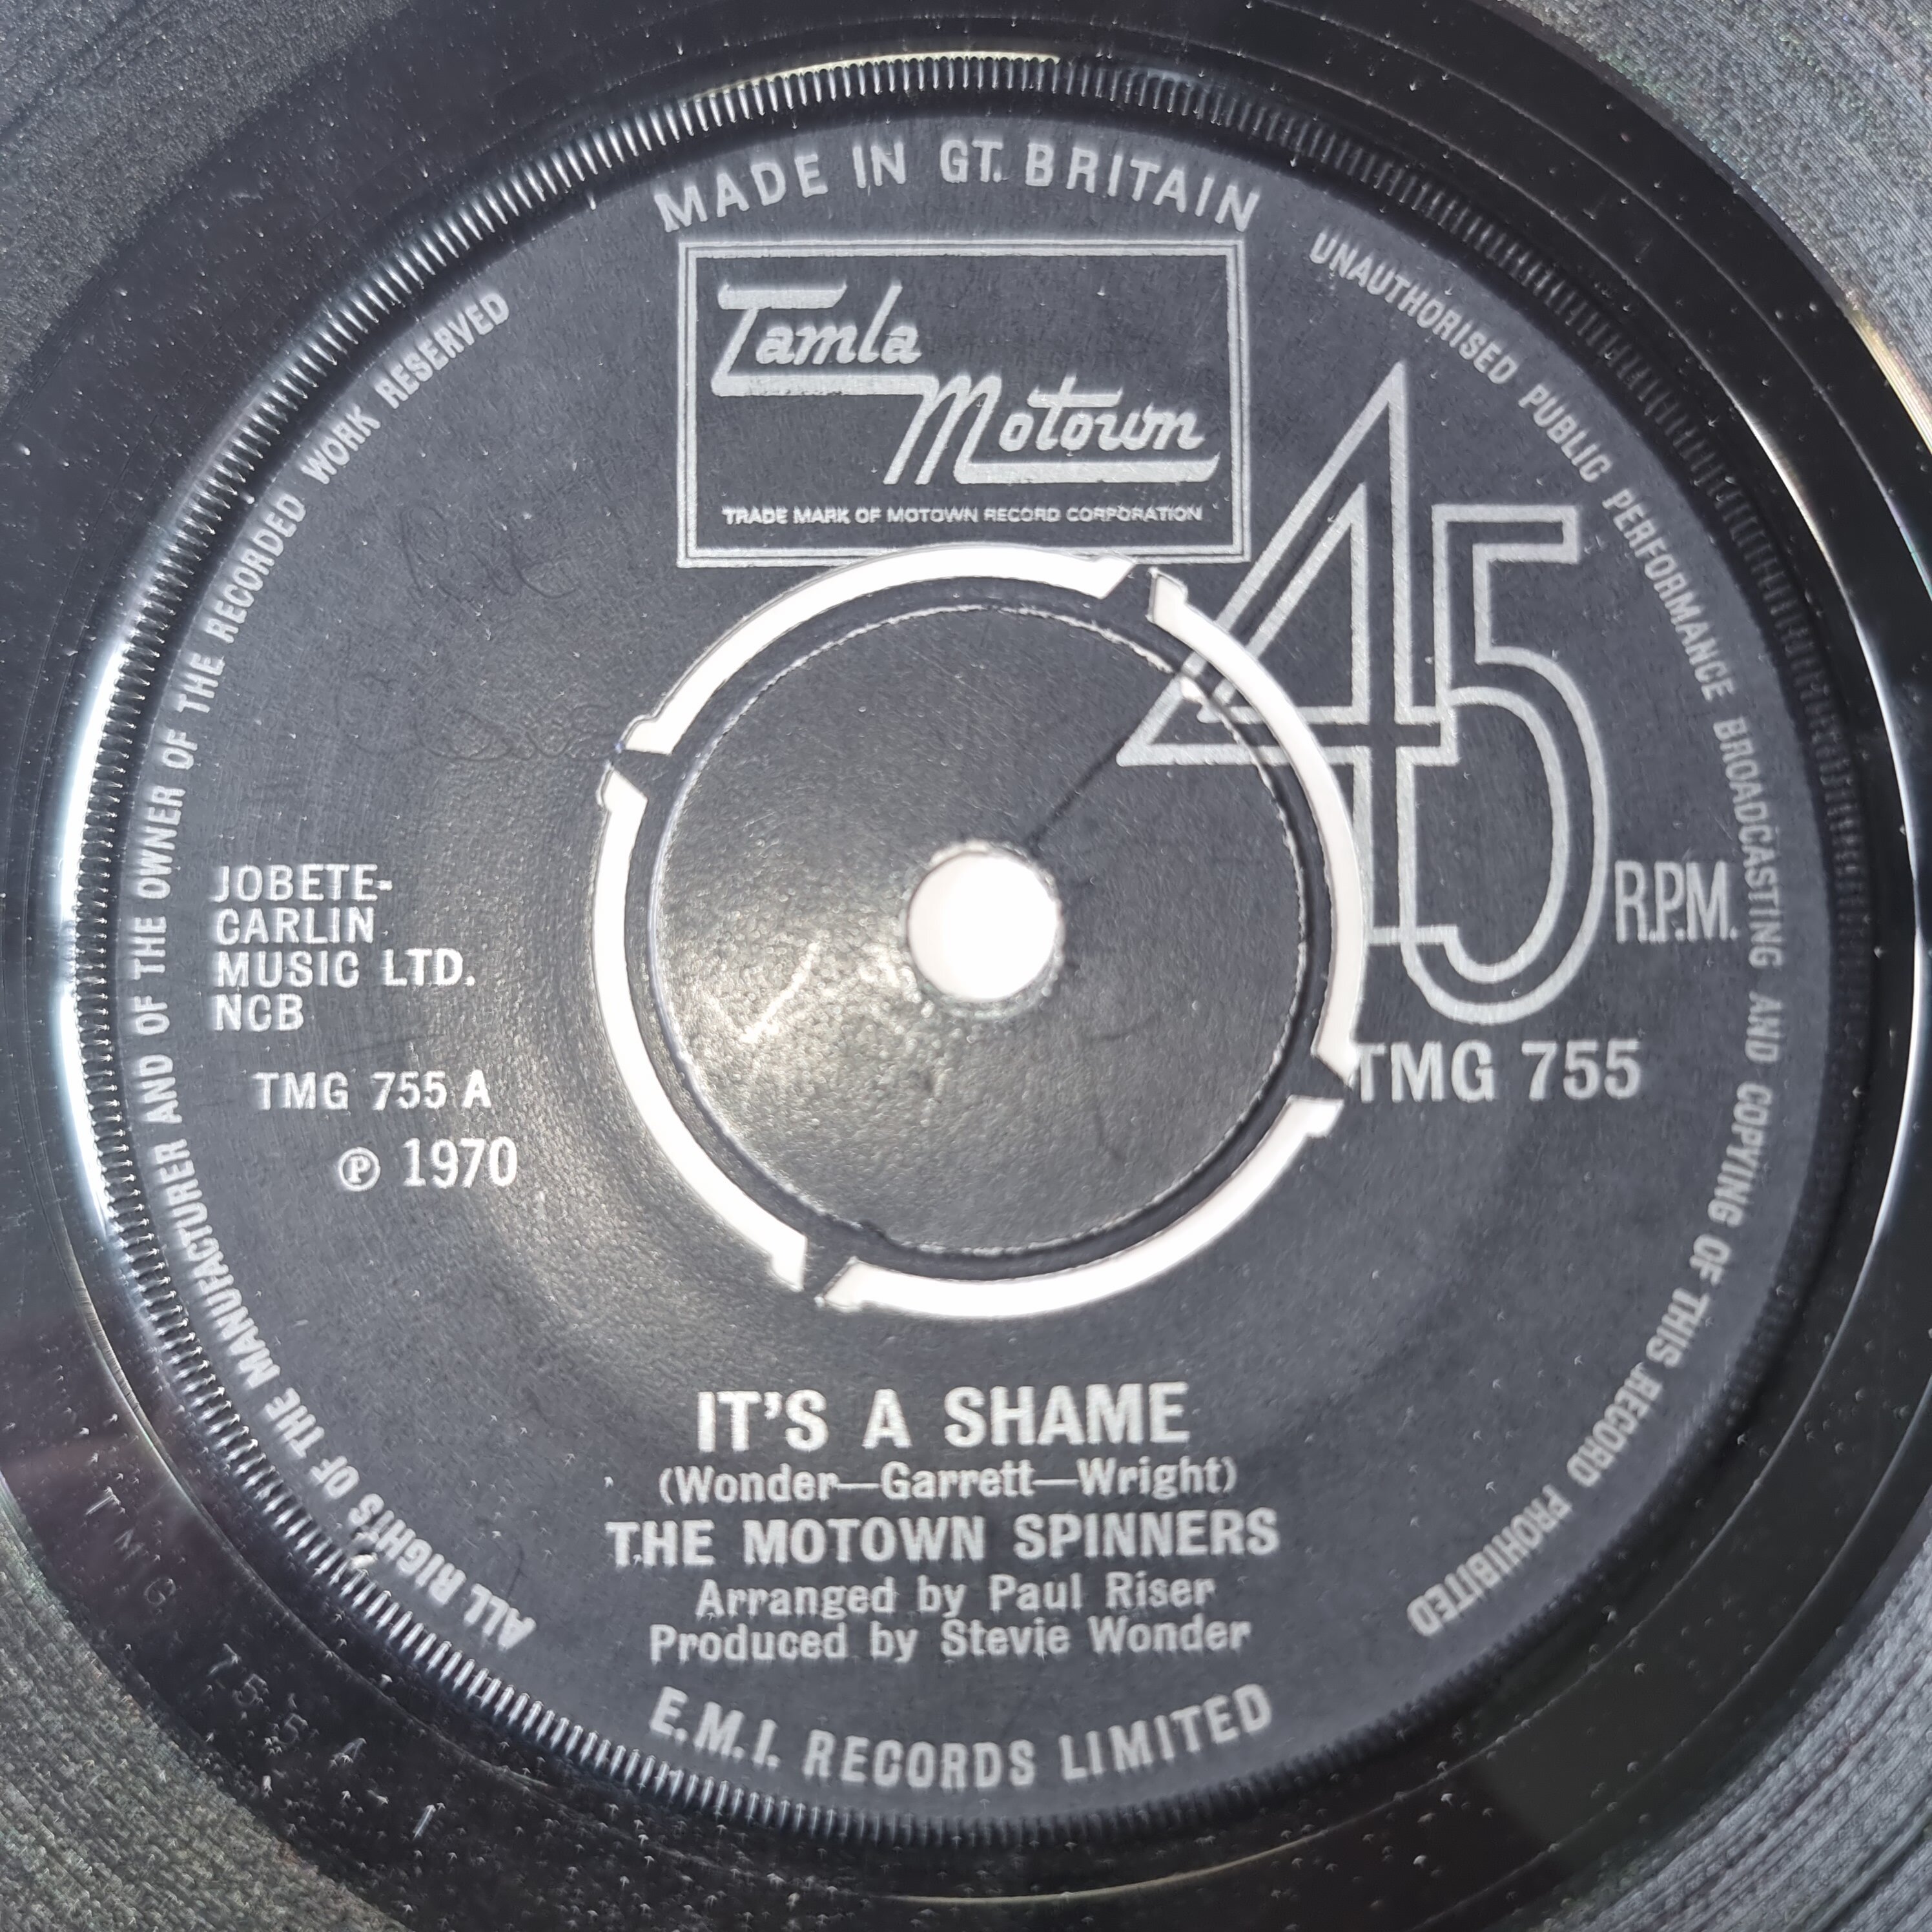 MADE IN GT. BRITAIN
UNAUTHORISED PUBLIC PERFORMANCE BROADCASTING AND COPYING OF THIS RECORD PROHIBITED
ALL RIGHTS OF THE MANUFACTURER AND OF THE OWNER OF THE RECORDED WORK RESERVED
Tamla
Motown
TRADE MARK OF MOTOWN RECORD CORPORATION
45
R.P.M.
JOBETE-
CARLIN
MUSIC LTD.
NCB
TMG 755 A
℗ 1970
TMG 755
IT'S A SHAME
(Wonder—Garrett—Wright)
THE MOTOWN SPINNERS
Arranged by Paul Riser
Produced by Stevie Wonder
E.M.I. RECORDS LIMITED
TMG 755 A-1